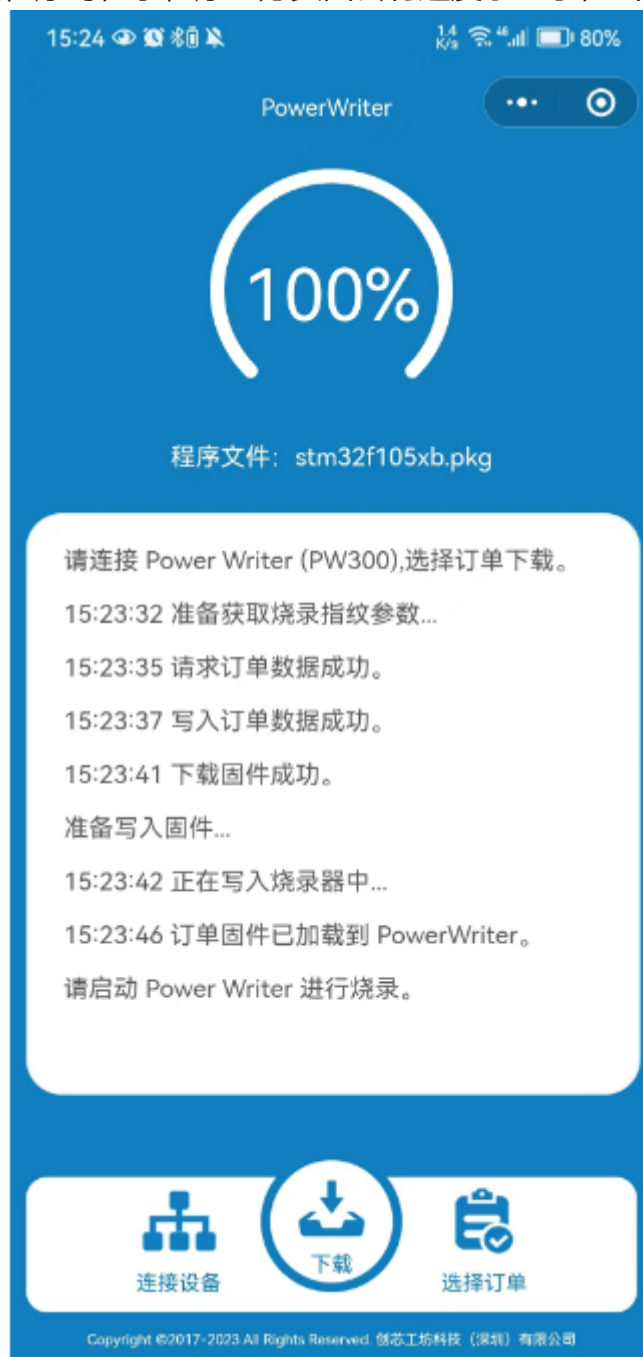 15:24 1.4 K/s 46 80%
PowerWriter
100%
程序文件: stm32f105xb.pkg
请连接 Power Writer (PW300),选择订单下载。
15:23:32 准备获取烧录指纹参数...
15:23:35 请求订单数据成功。
15:23:37 写入订单数据成功。
15:23:41 下载固件成功。
准备写入固件...
15:23:42 正在写入烧录器中...
15:23:46 订单固件已加载到 PowerWriter。
请启动 Power Writer 进行烧录。
连接设备
下载
选择订单
Copyright ©2017-2023 All Rights Reserved. 创芯工坊科技 (深圳) 有限公司